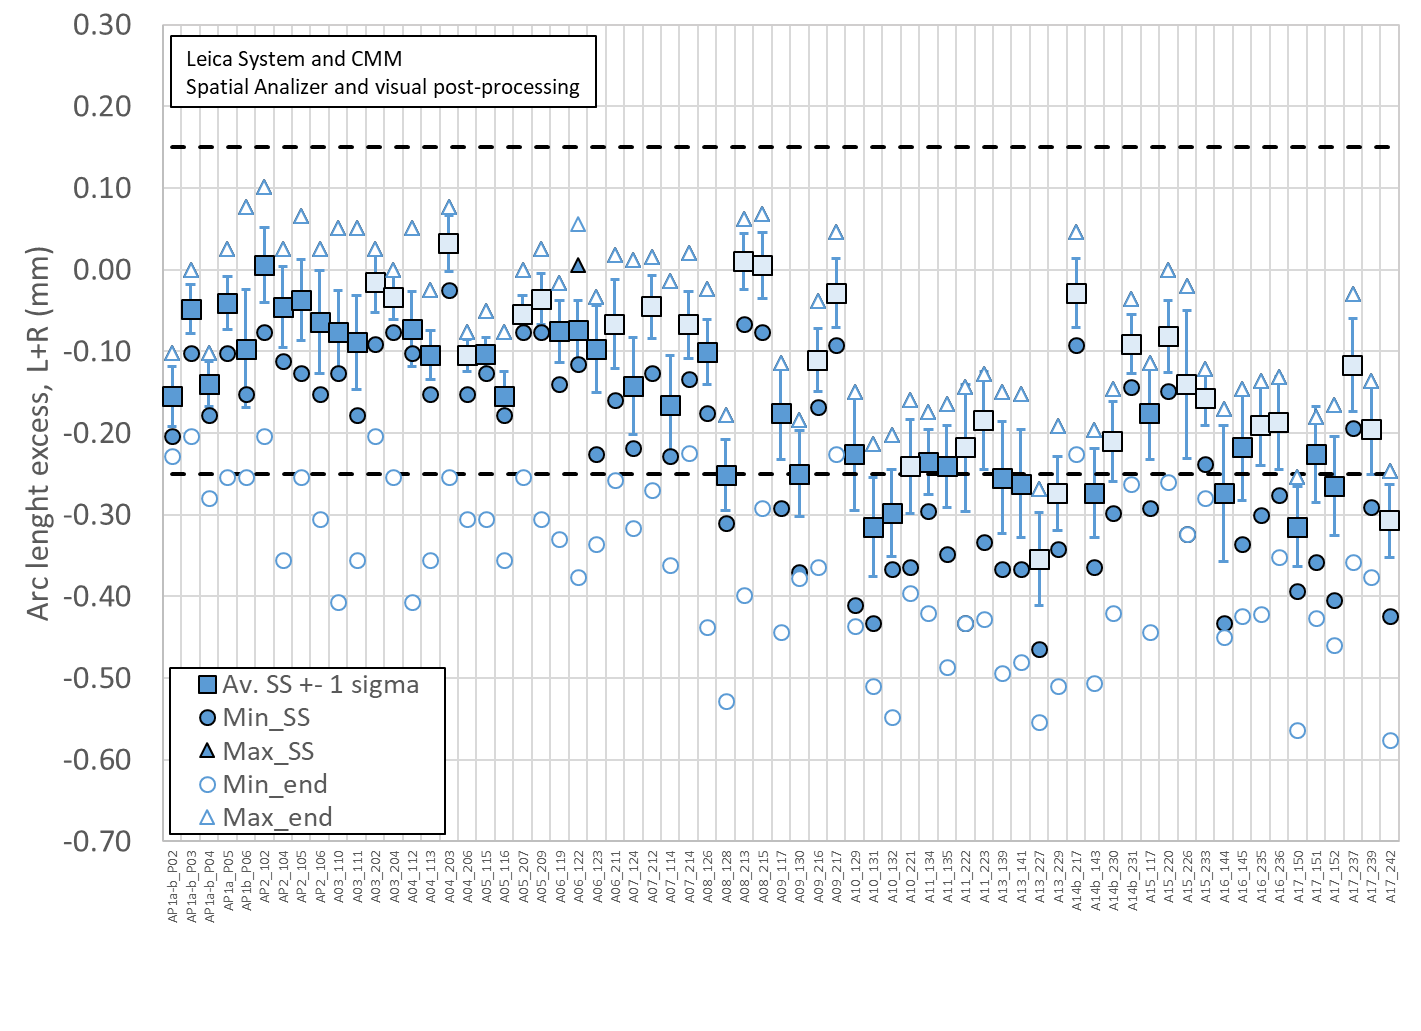 0.30
0.20
0.10
0.00
-0.10
-0.20
-0.30
-0.40
-0.50
-0.60
-0.70
Arc lenght excess, L+R (mm)
Leica System and CMM
Spatial Analizer and visual post-processing
Av. SS +- 1 sigma
Min_SS
Max_SS
Min_end
Max_end
AP1a-b_P02
AP1a-b_P03
AP1a-b_P04
AP1a_P05
AP1b_P06
AP2_102
AP2_104
AP2_105
AP2_106
A03_110
A03_111
A03_202
A03_204
A04_112
A04_113
A04_203
A04_206
A05_115
A05_116
A05_207
A05_209
A06_119
A06_122
A06_123
A06_211
A07_124
A07_212
A07_114
A07_214
A08_126
A08_128
A08_213
A08_215
A09_117
A09_130
A09_216
A09_217
A10_129
A10_131
A10_132
A10_221
A11_134
A11_135
A11_222
A11_223
A13_139
A13_141
A13_227
A13_229
A14b_217
A14b_143
A14b_230
A14b_231
A15_117
A15_220
A15_226
A15_233
A16_144
A16_145
A16_235
A16_236
A17_150
A17_151
A17_152
A17_237
A17_239
A17_242